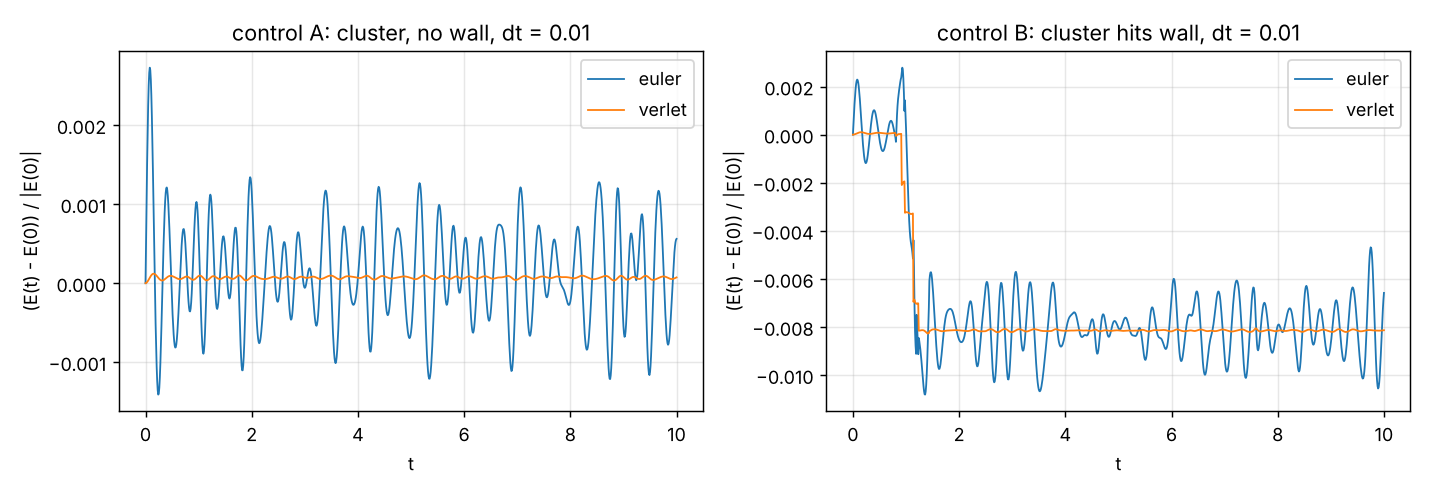 control A: cluster, no wall, dt = 0.01
(E(t) - E(0)) / |E(0)|
0.002
0.001
0.000
−0.001
0
2
4
6
8
10
t
euler
verlet
control B: cluster hits wall, dt = 0.01
(E(t) - E(0)) / |E(0)|
0.002
0.000
−0.002
−0.004
−0.006
−0.008
−0.010
0
2
4
6
8
10
t
euler
verlet